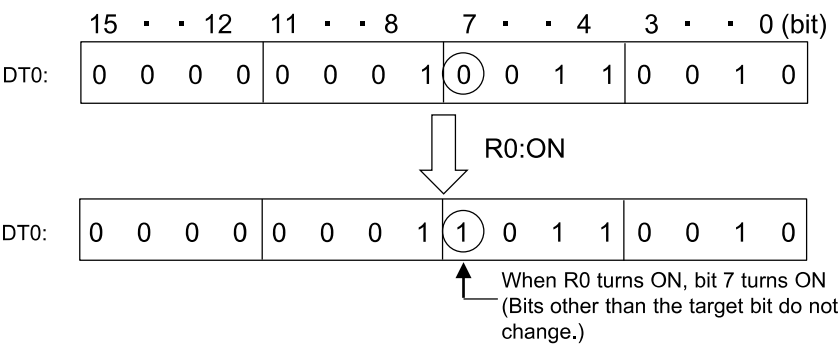 15 · · 12 11 · · 8 7 · · 4 3 · · 0 (bit)
DT0: 0 0 0 0 0 0 0 1 0 0 1 1 0 0 1 0
R0:ON
DT0: 0 0 0 0 0 0 0 1 1 0 1 1 0 0 1 0
When R0 turns ON, bit 7 turns ON
(Bits other than the target bit do not
change.)